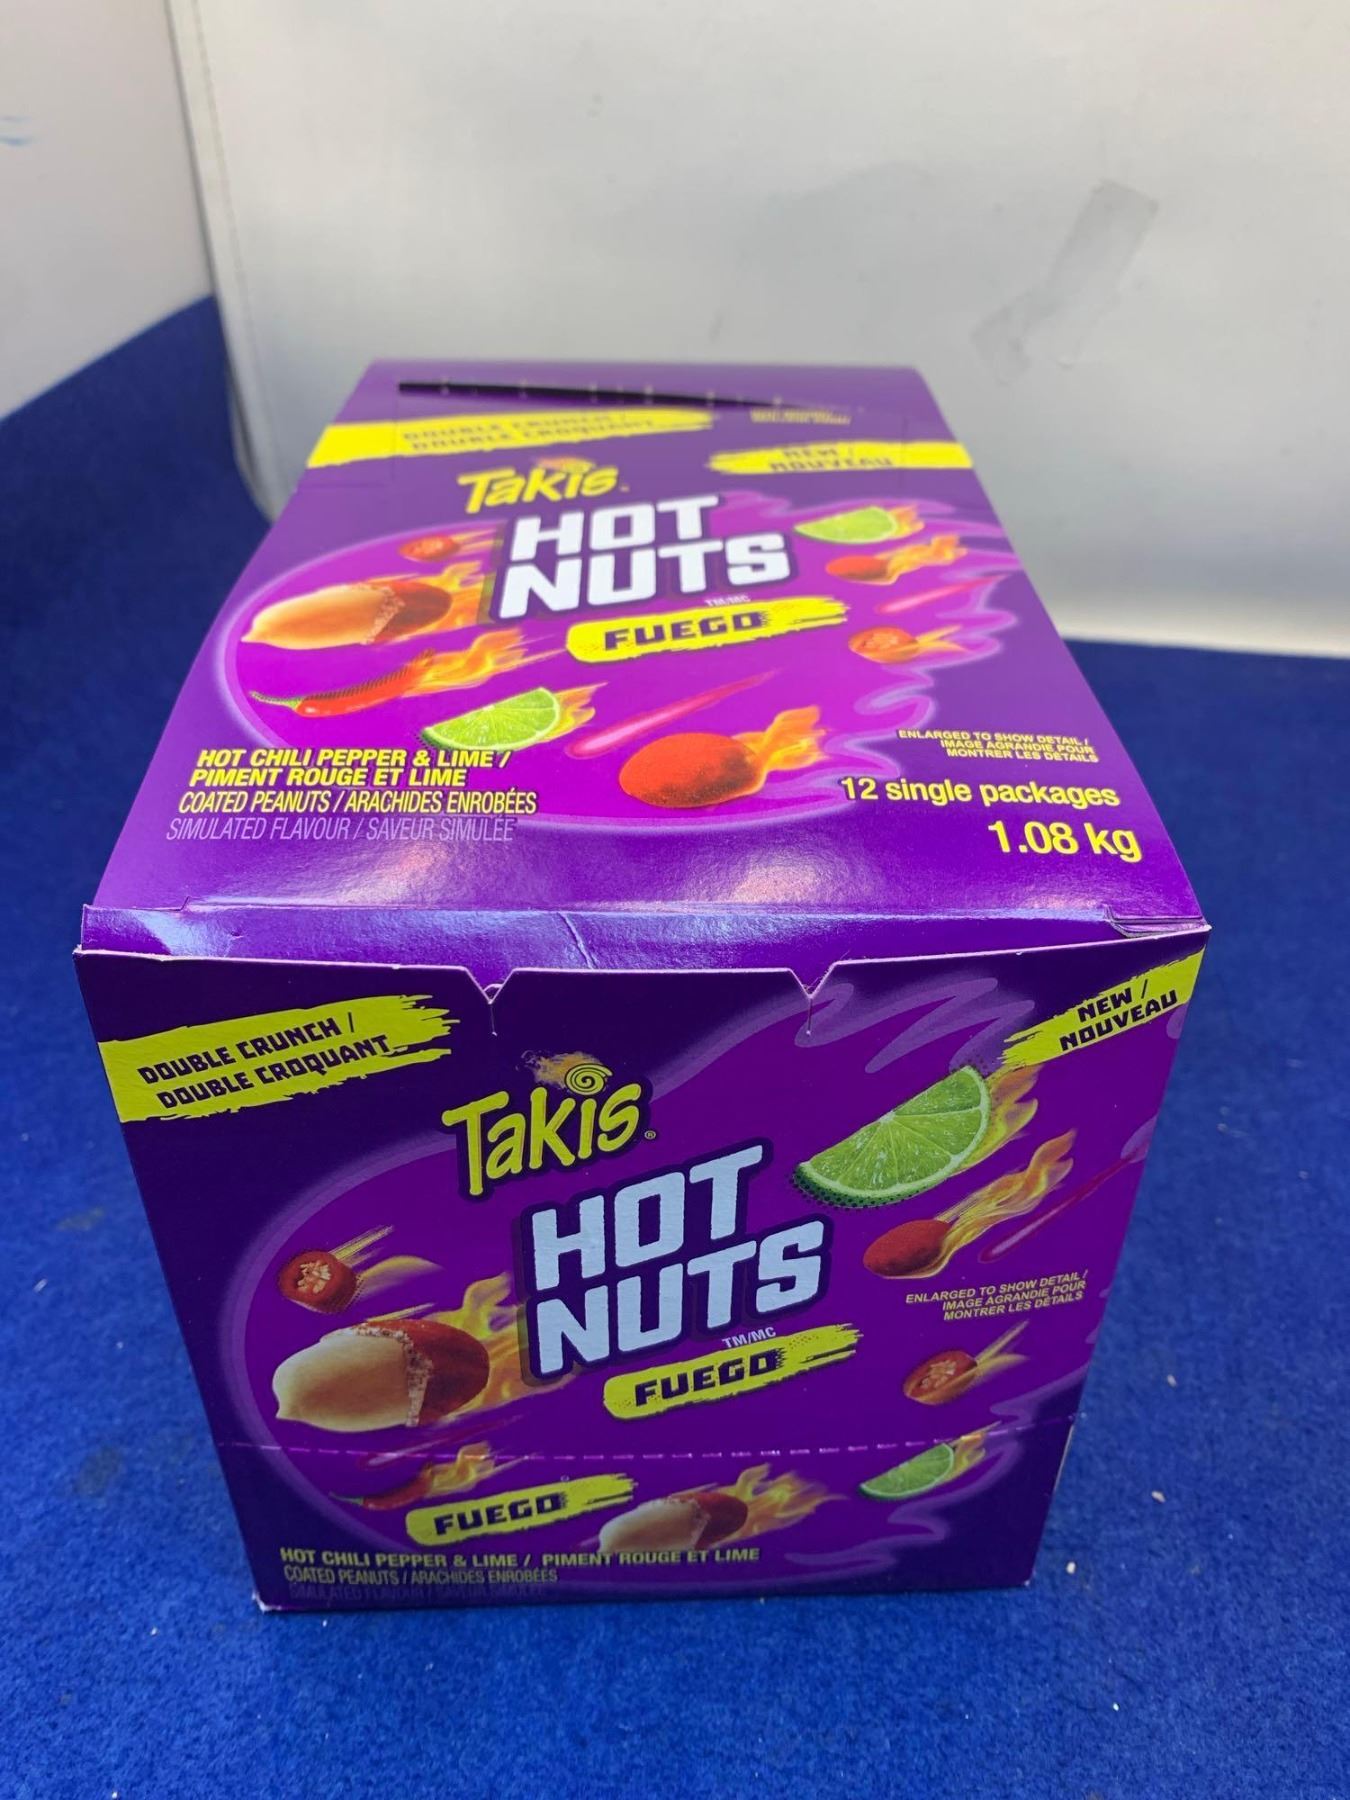 DOUBLE CRUNCH /
DOUBLE CROQUANT
NEW /
NOUVEAU
Takis
HOT
NUTS
TM/MC
FUEGO
ENLARGED TO SHOW DETAIL /
IMAGE AGRANDIE POUR
MONTRER LES DÉTAILS
HOT CHILI PEPPER & LIME /
PIMENT ROUGE ET LIME
COATED PEANUTS / ARACHIDES ENROBÉES
SIMULATED FLAVOUR / SAVEUR SIMULÉE
12 single packages
1.08 kg
DOUBLE CRUNCH /
DOUBLE CROQUANT
NEW /
NOUVEAU
Takis®
HOT
NUTS
TM/MC
FUEGO
ENLARGED TO SHOW DETAIL /
IMAGE AGRANDIE POUR
MONTRER LES DÉTAILS
FUEGO
HOT CHILI PEPPER & LIME / PIMENT ROUGE ET LIME
COATED PEANUTS / ARACHIDES ENROBÉES
SIMULATED FLAVOUR / SAVEUR SIMULÉE